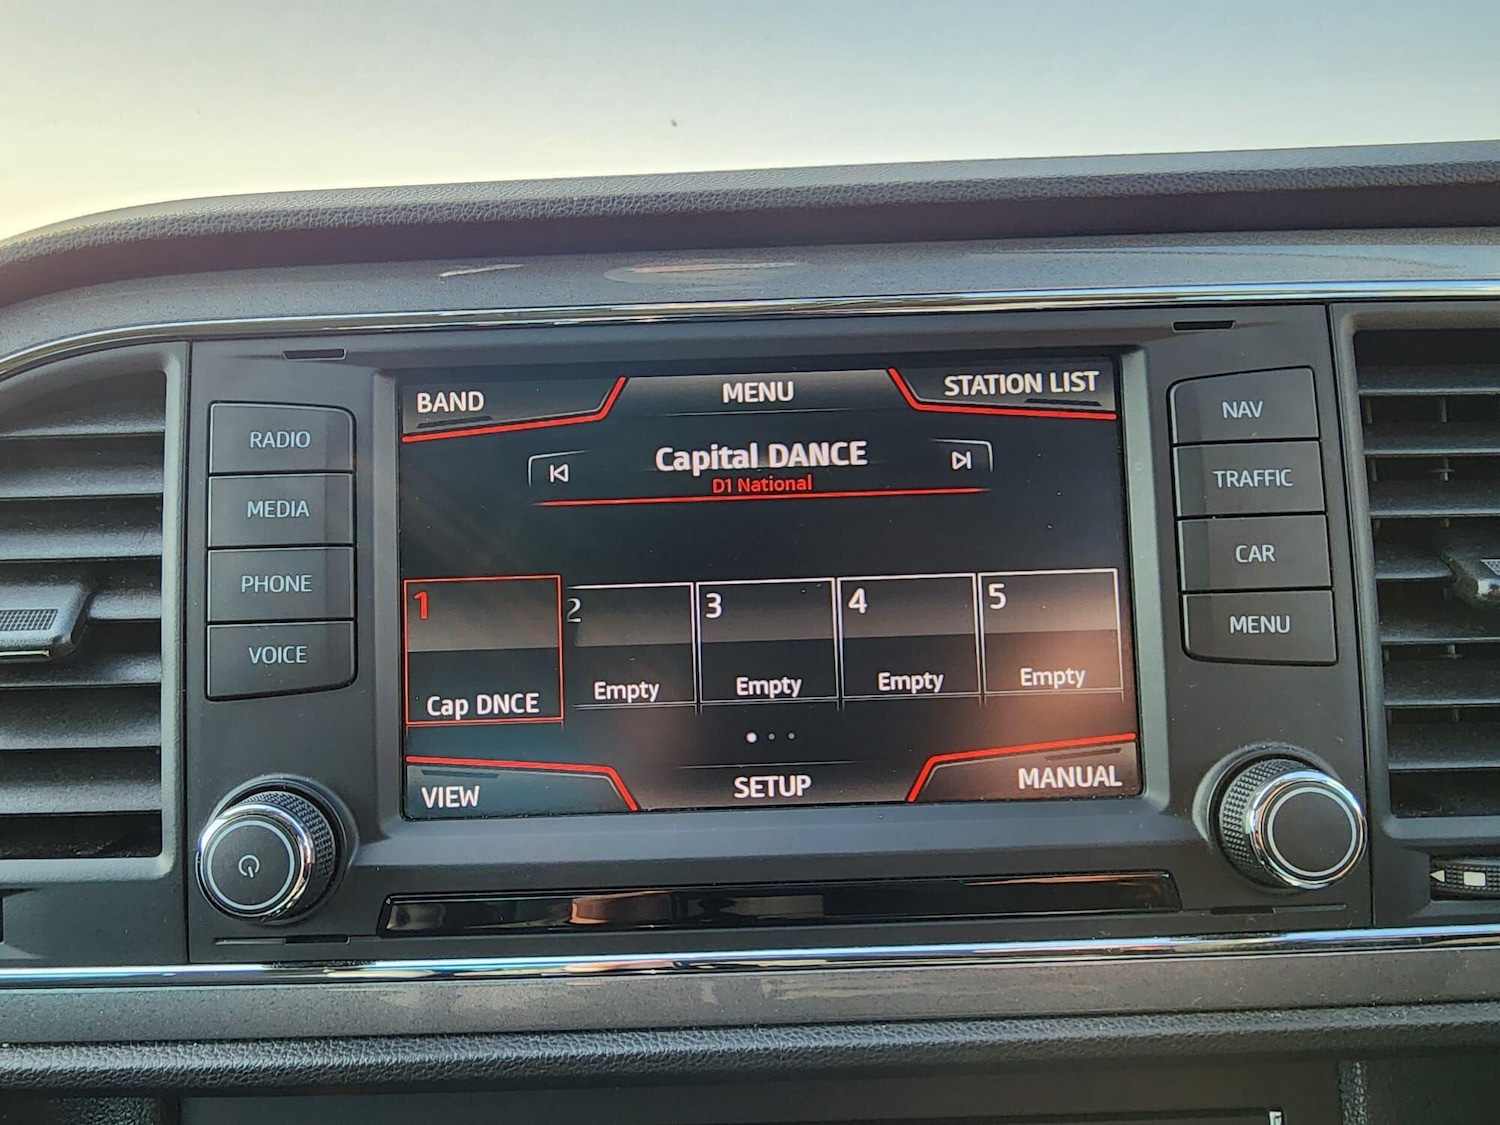 BAND
MENU
STATION LIST
Capital DANCE
D1 National
1
2
3
4
5
Cap DNCE
Empty
Empty
Empty
Empty
VIEW
SETUP
MANUAL
RADIO
MEDIA
PHONE
VOICE
NAV
TRAFFIC
CAR
MENU